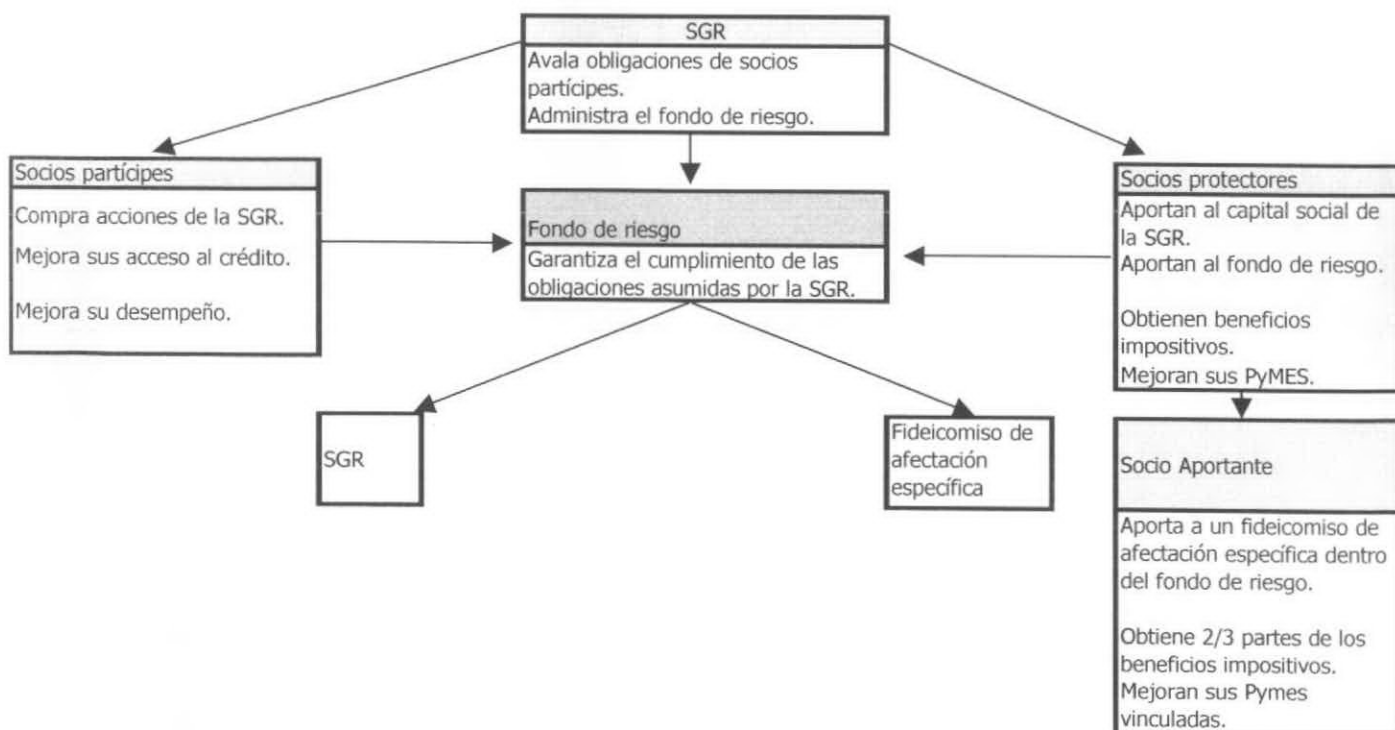 SGR
Avala obligaciones de socios
partícipes.
Administra el fondo de riesgo.
Socios partícipes
Compra acciones de la SGR.
Mejora sus acceso al crédito.
Mejora su desempeño.
Fondo de riesgo
Garantiza el cumplimiento de las
obligaciones asumidas por la SGR.
Socios protectores
Aportan al capital social de
la SGR.
Aportan al fondo de riesgo.
Obtienen beneficios
impositivos.
Mejoran sus PyMES.
SGR
Fideicomiso de
afectación
específica
Socio Aportante
Aporta a un fideicomiso de
afectación específica dentro
del fondo de riesgo.
Obtiene 2/3 partes de los
beneficios impositivos.
Mejoran sus Pymes
vinculadas.